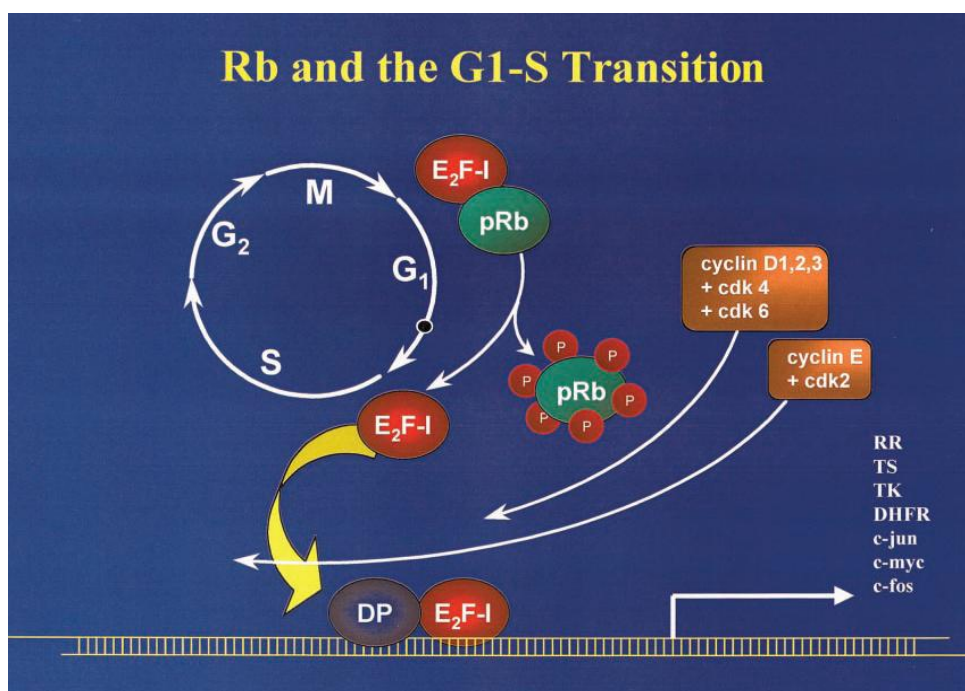 Rb and the G1-S Transition
E₂F-I
pRb
M
G₂
G₁
S
cyclin D1,2,3
+ cdk 4
+ cdk 6
cyclin E
+ cdk2
P
P
P
P
P
P
pRb
E₂F-I
RR
TS
TK
DHFR
c-jun
c-myc
c-fos
DP
E₂F-I